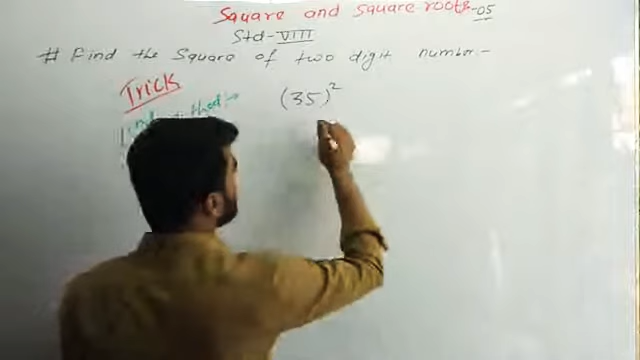 Square and Square roots-05
Std-VIII
# Find the Square of two digit number:-
Trick
(35)²